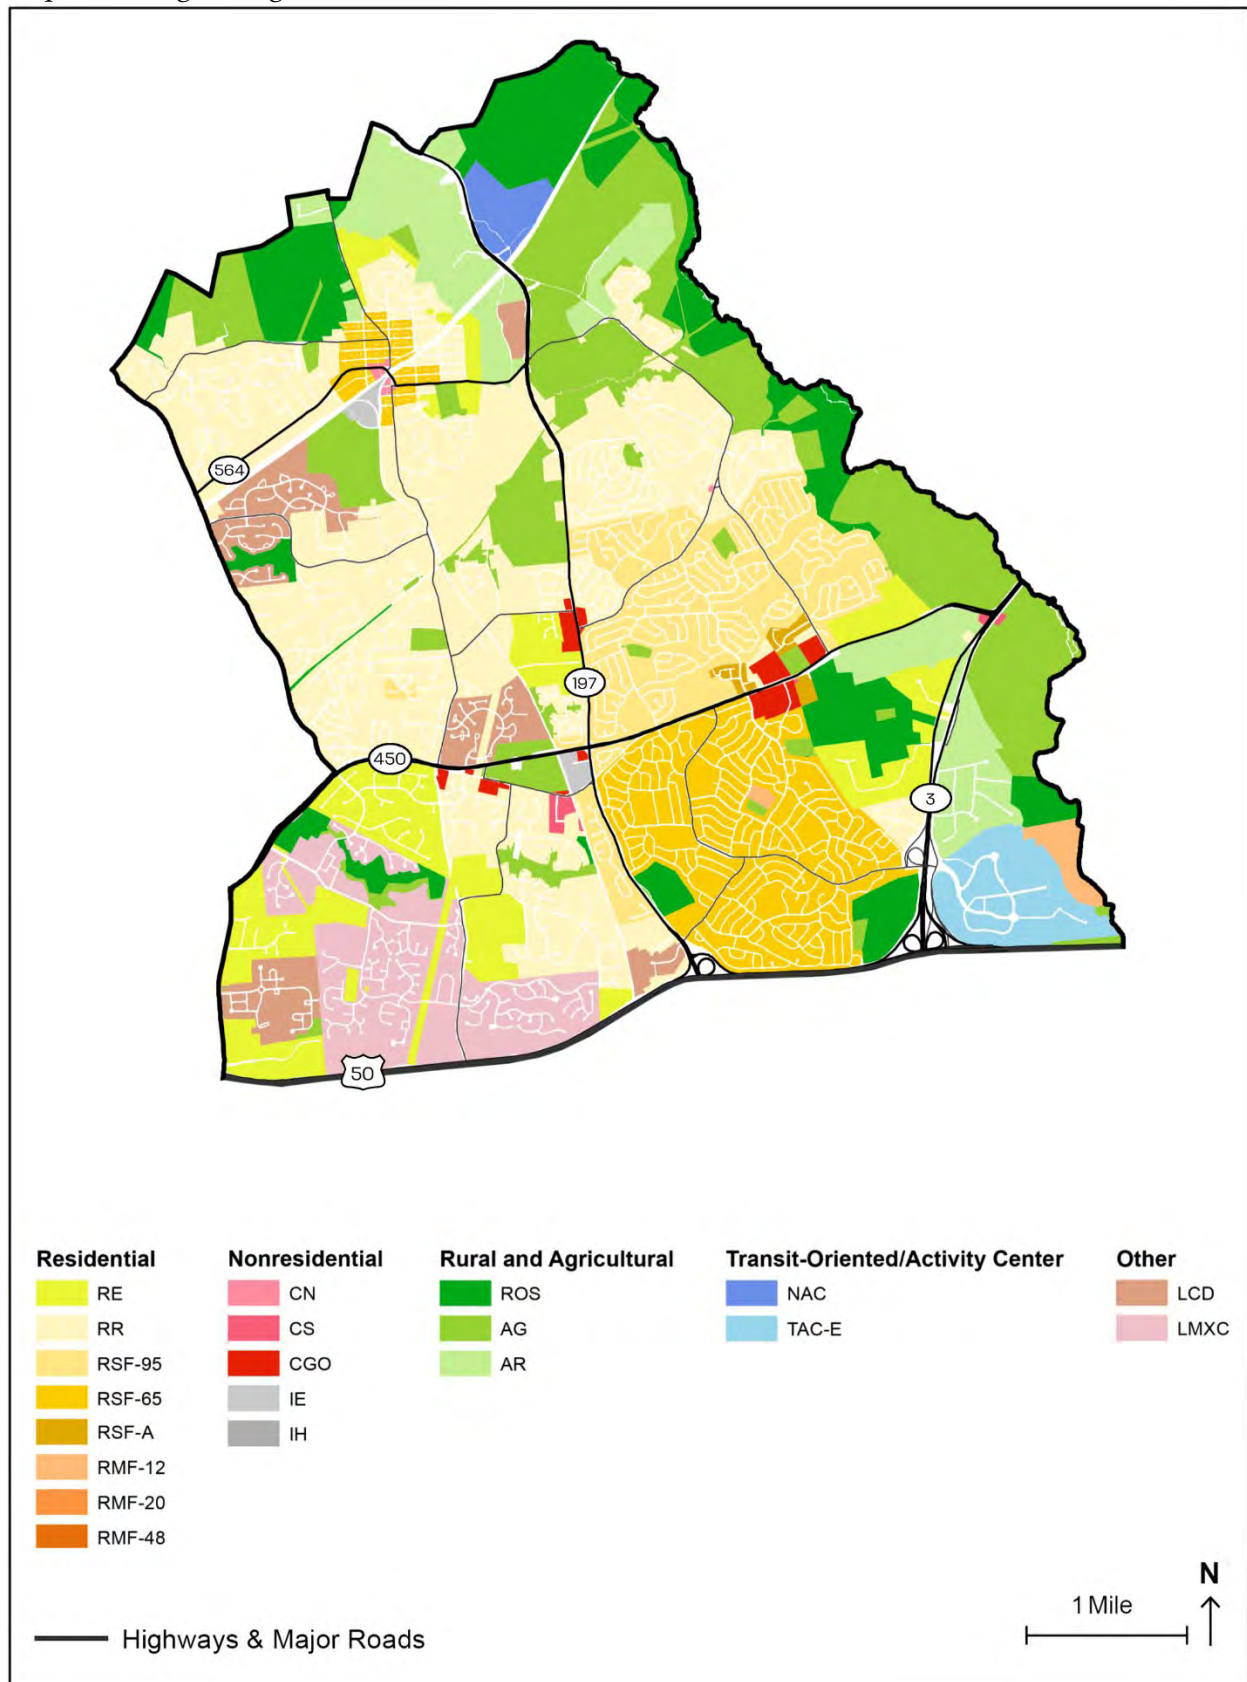 564
197
450
3
50
Residential
RE
RR
RSF-95
RSF-65
RSF-A
RMF-12
RMF-20
RMF-48
Nonresidential
CN
CS
CGO
IE
IH
Rural and Agricultural
ROS
AG
AR
Transit-Oriented/Activity Center
NAC
TAC-E
Other
LCD
LMXC
Highways & Major Roads
1 Mile
N